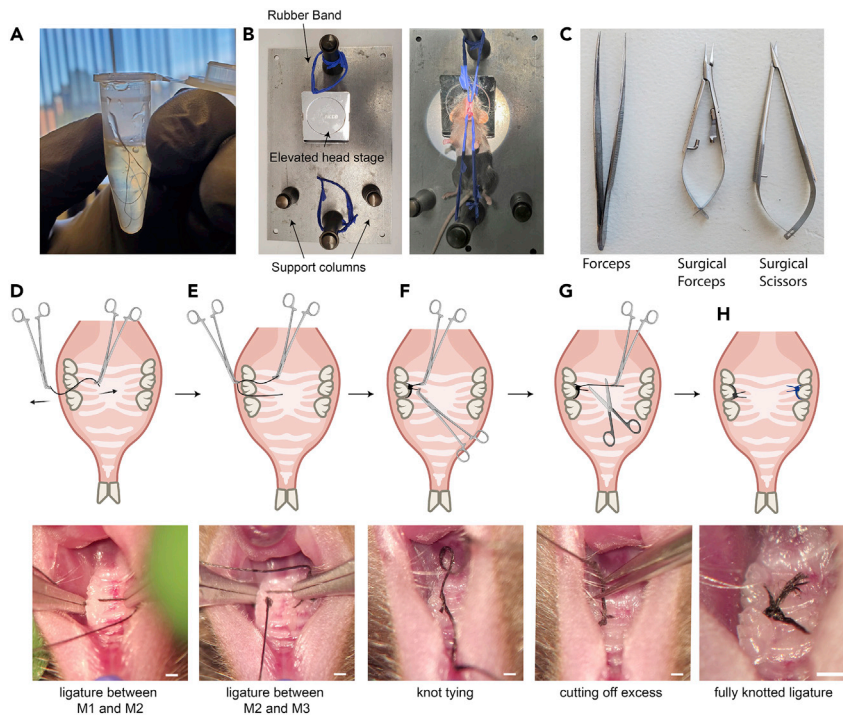 A
B
Rubber Band
C
Elevated head stage
Support columns
Forceps
Surgical
Forceps
Surgical
Scissors
D
E
F
G
H
ligature between
M1 and M2
ligature between
M2 and M3
knot tying
cutting off excess
fully knotted ligature